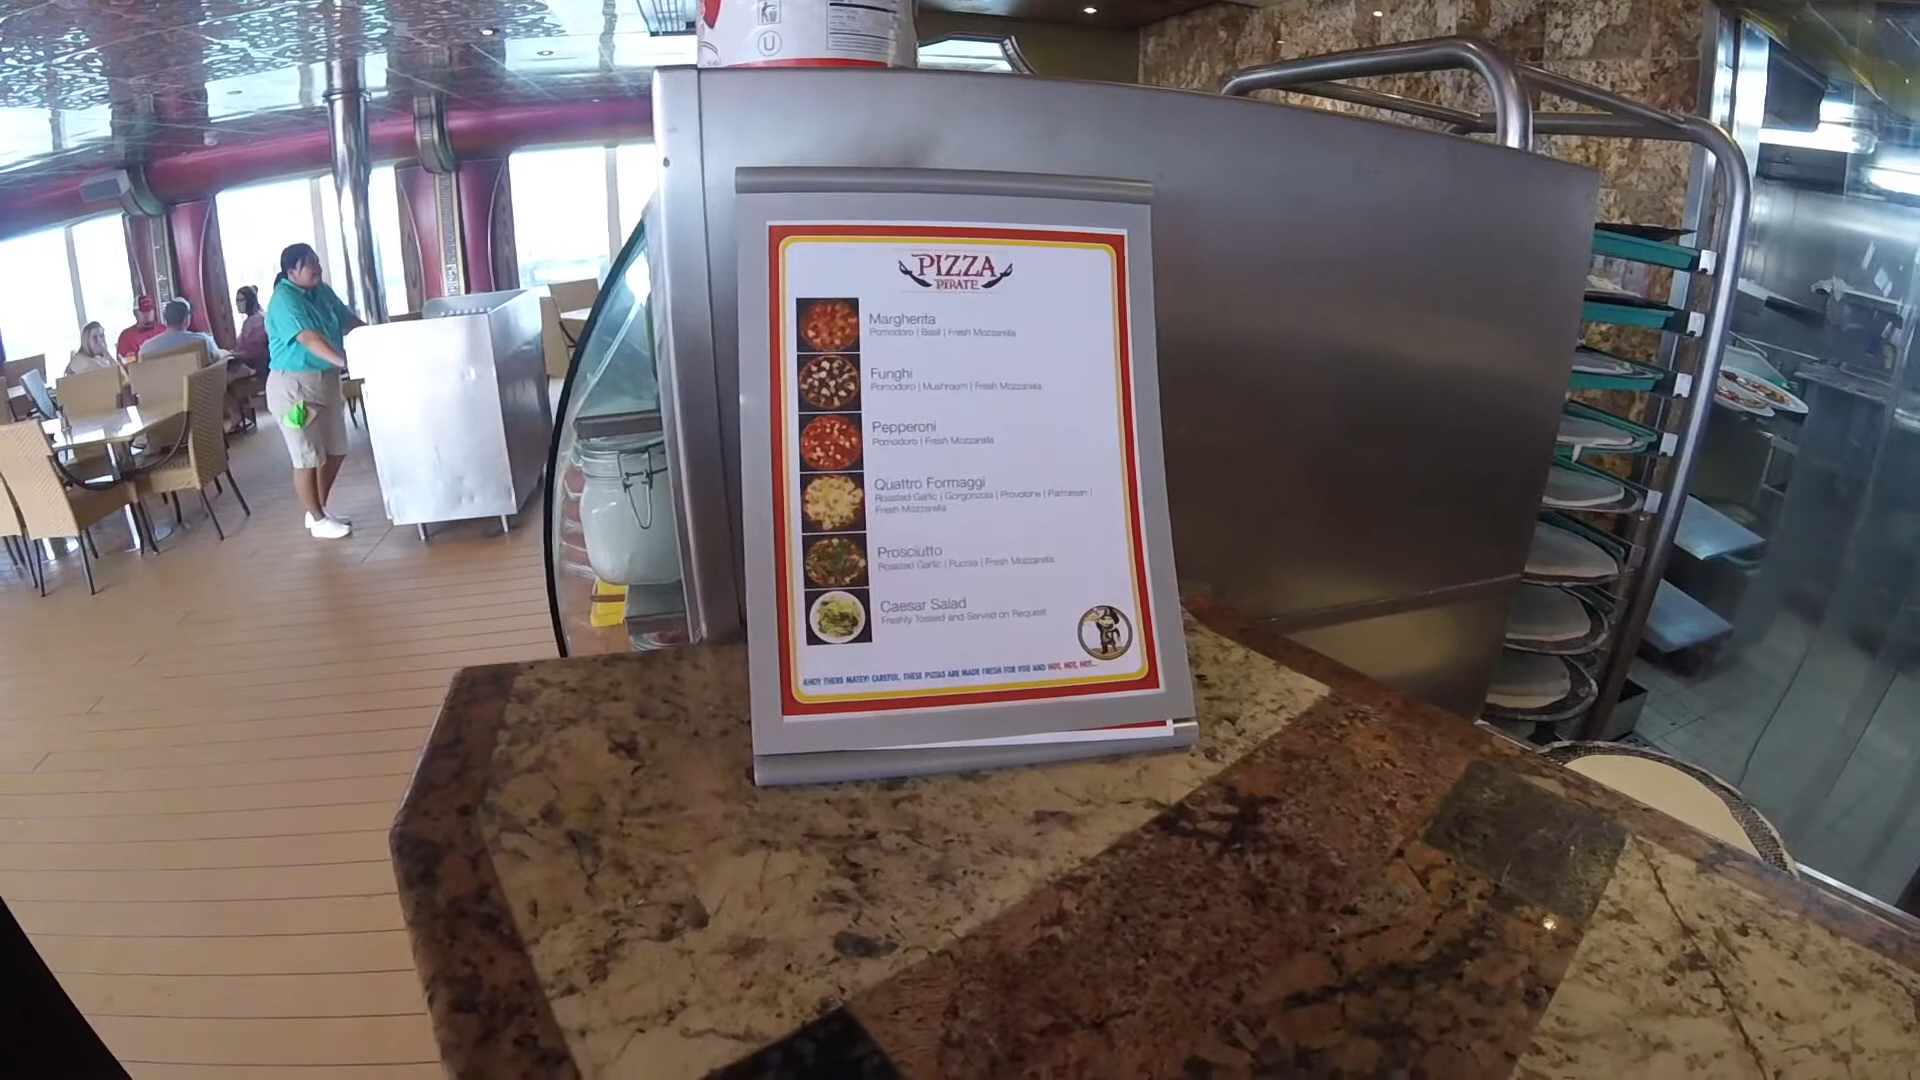 PIZZA
PIRATE
Margherita
Pomodoro | Basil | Fresh Mozzarella
Funghi
Pomodoro | Mushroom | Fresh Mozzarella
Pepperoni
Pomodoro | Fresh Mozzarella
Quattro Formaggi
Roasted Garlic | Gorgonzola | Provolone | Parmesan |
Fresh Mozzarella
Prosciutto
Roasted Garlic | Rucola | Fresh Mozzarella
Caesar Salad
Freshly Tossed and Served on Request
AHOY THERE MATEY! CAREFUL, THESE PIZZAS ARE MADE FRESH FOR YOU AND HOT, HOT, HOT...